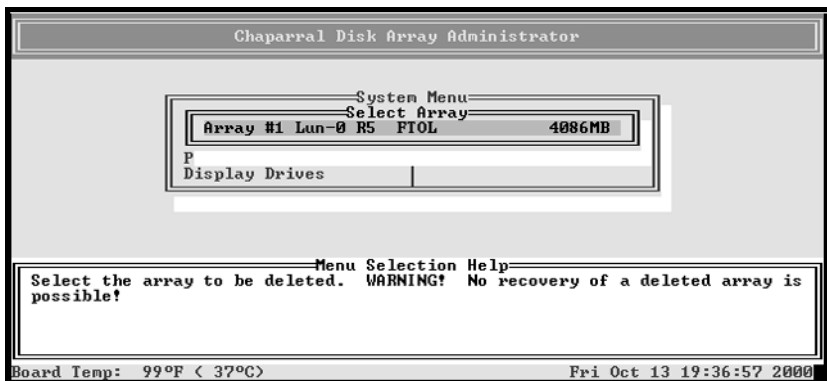 Chaparral Disk Array Administrator
System Menu
Select Array
Array #1 Lun-0 R5 FTOL 4086MB
P
Display Drives
Menu Selection Help
Select the array to be deleted. WARNING! No recovery of a deleted array is
possible!
Board Temp: 99°F ( 37°C) Fri Oct 13 19:36:57 2000